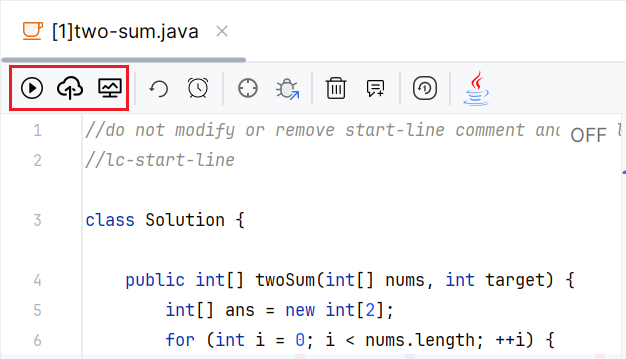 [1]two-sum.java
1 //do not modify or remove start-line comment and
OFF
2 //lc-start-line
3 class Solution {
4 public int[] twoSum(int[] nums, int target) {
5 int[] ans = new int[2];
6 for (int i = 0; i < nums.length; ++i) {